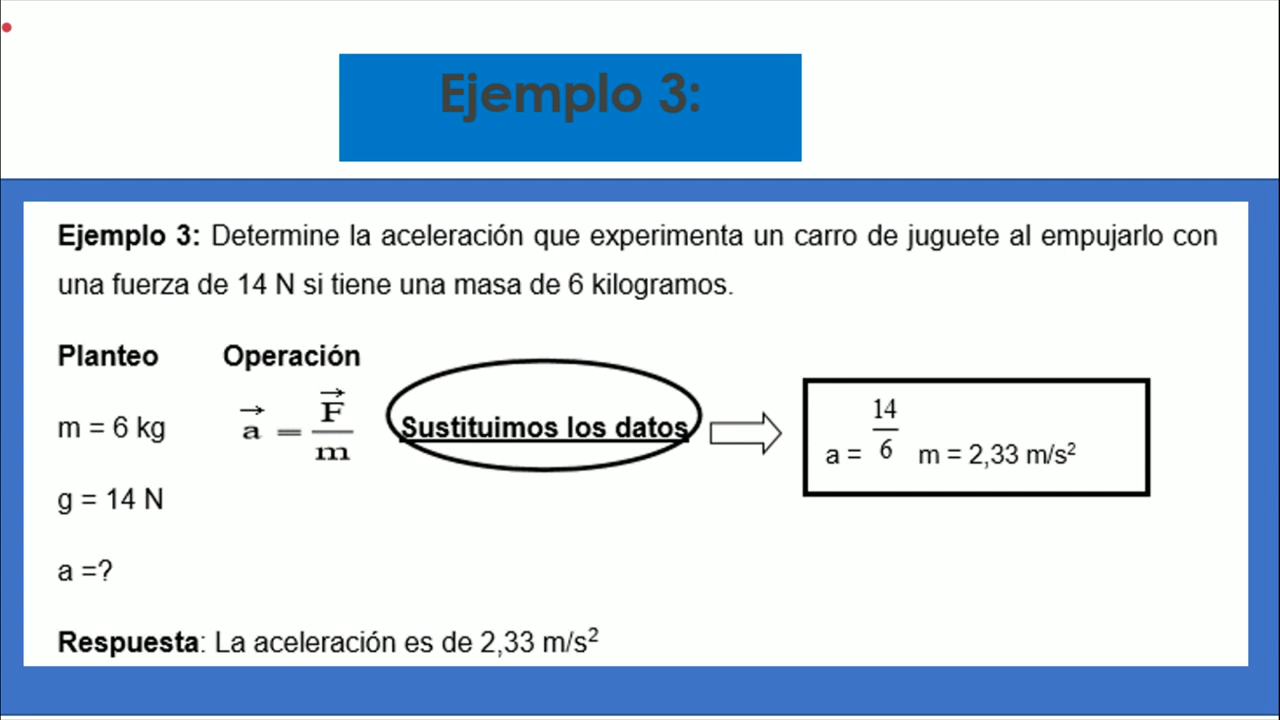 Ejemplo 3:
Ejemplo 3: Determine la aceleración que experimenta un carro de juguete al empujarlo con
una fuerza de 14 N si tiene una masa de 6 kilogramos.
Planteo Operación
m = 6 kg
a = F/m
Sustituimos los datos
a = 14/6 m = 2,33 m/s²
g = 14 N
a =?
Respuesta: La aceleración es de 2,33 m/s²